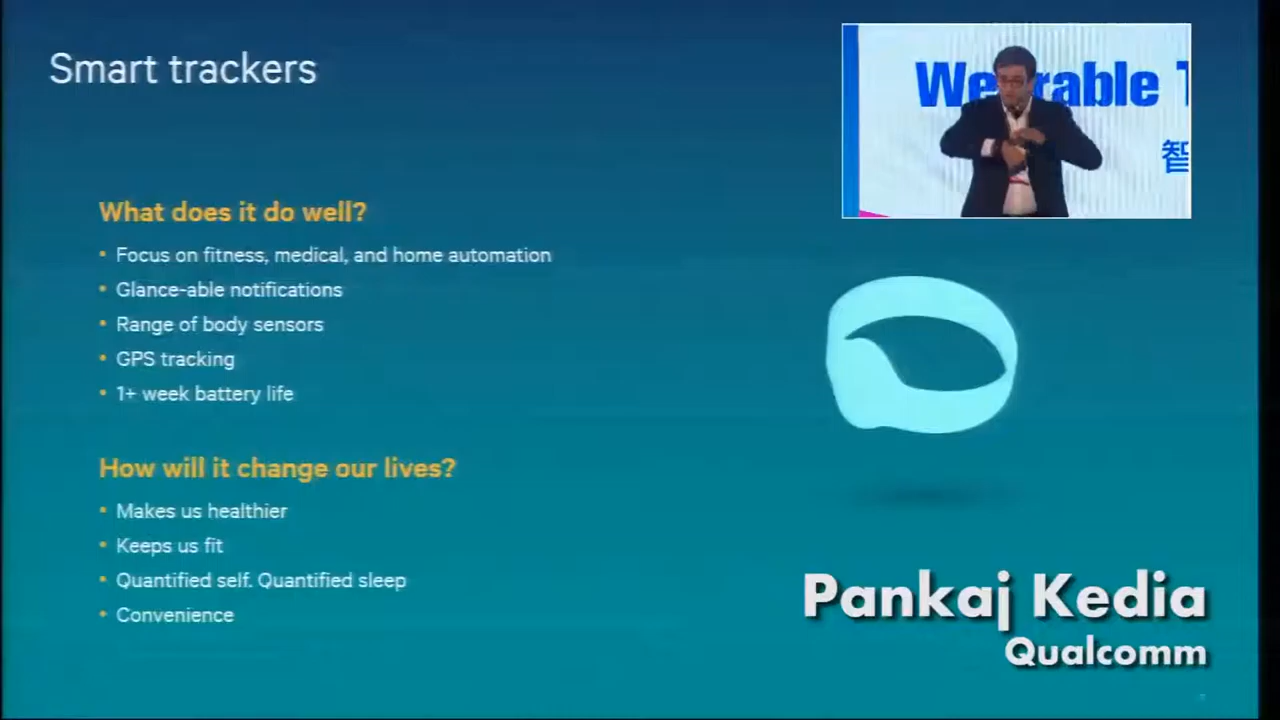 Smart trackers
What does it do well?
• Focus on fitness, medical, and home automation
• Glance-able notifications
• Range of body sensors
• GPS tracking
• 1+ week battery life
How will it change our lives?
• Makes us healthier
• Keeps us fit
• Quantified self. Quantified sleep
• Convenience
Wearable T
智
Pankaj Kedia
Qualcomm